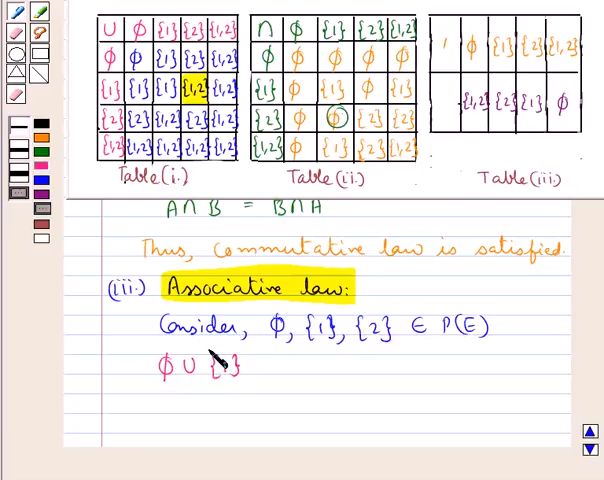 U ϕ {1} {2} {1,2}
ϕ ϕ {1} {2} {1,2}
{1} {1} {1} {1,2} {1,2}
{2} {2} {1,2} {2} {1,2}
{1,2} {1,2} {1,2} {1,2} {1,2}
Table(i.)
∩ ϕ {1} {2} {1,2}
ϕ ϕ ϕ ϕ ϕ
{1} ϕ {1} ϕ {1}
{2} ϕ ϕ {2} {2}
{1,2} ϕ {1} {2} {1,2}
Table(ii.)
' ϕ {1} {2} {1,2}
{1,2} {2} {1} ϕ
Table(iii.)
A∩B = B∩A
Thus, commutative law is satisfied.
(iii.) Associative law:
Consider, ϕ, {1}, {2} ∈ P(E)
ϕ U {1}